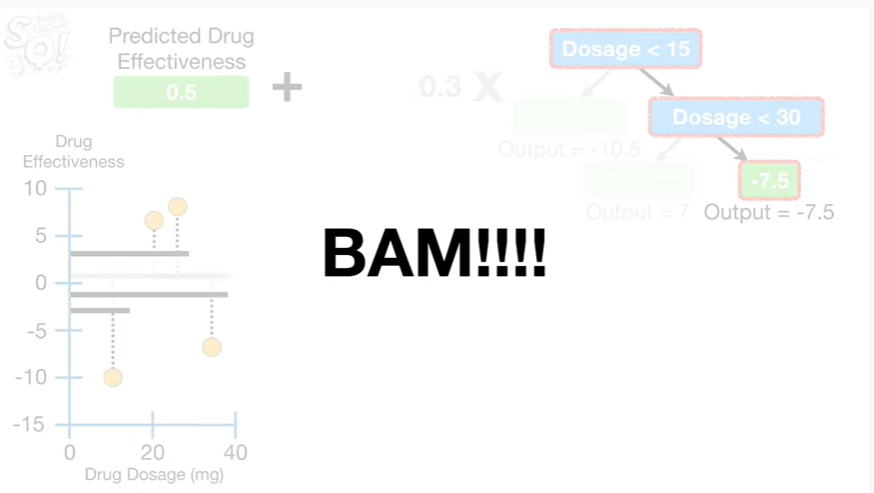 Predicted Drug
Effectiveness
0.5
+
0.3 X
Dosage < 15
Dosage < 30
Output = -10.5
-7.5
Output = 7
Output = -7.5
BAM!!!!
Drug
Effectiveness
10
5
0
-5
-10
-15
0 20 40
Drug Dosage (mg)